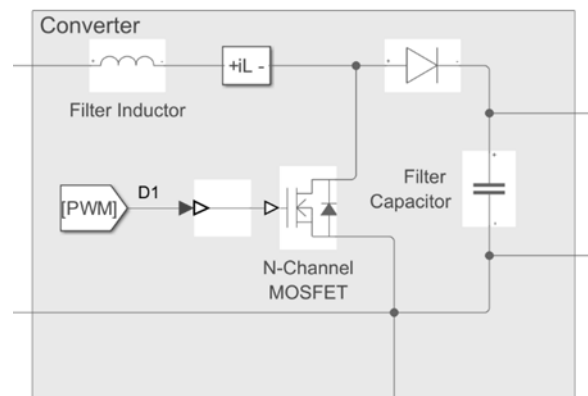 Converter
+iL -
Filter Inductor
Filter
Capacitor
D1
[PWM]
N-Channel
MOSFET